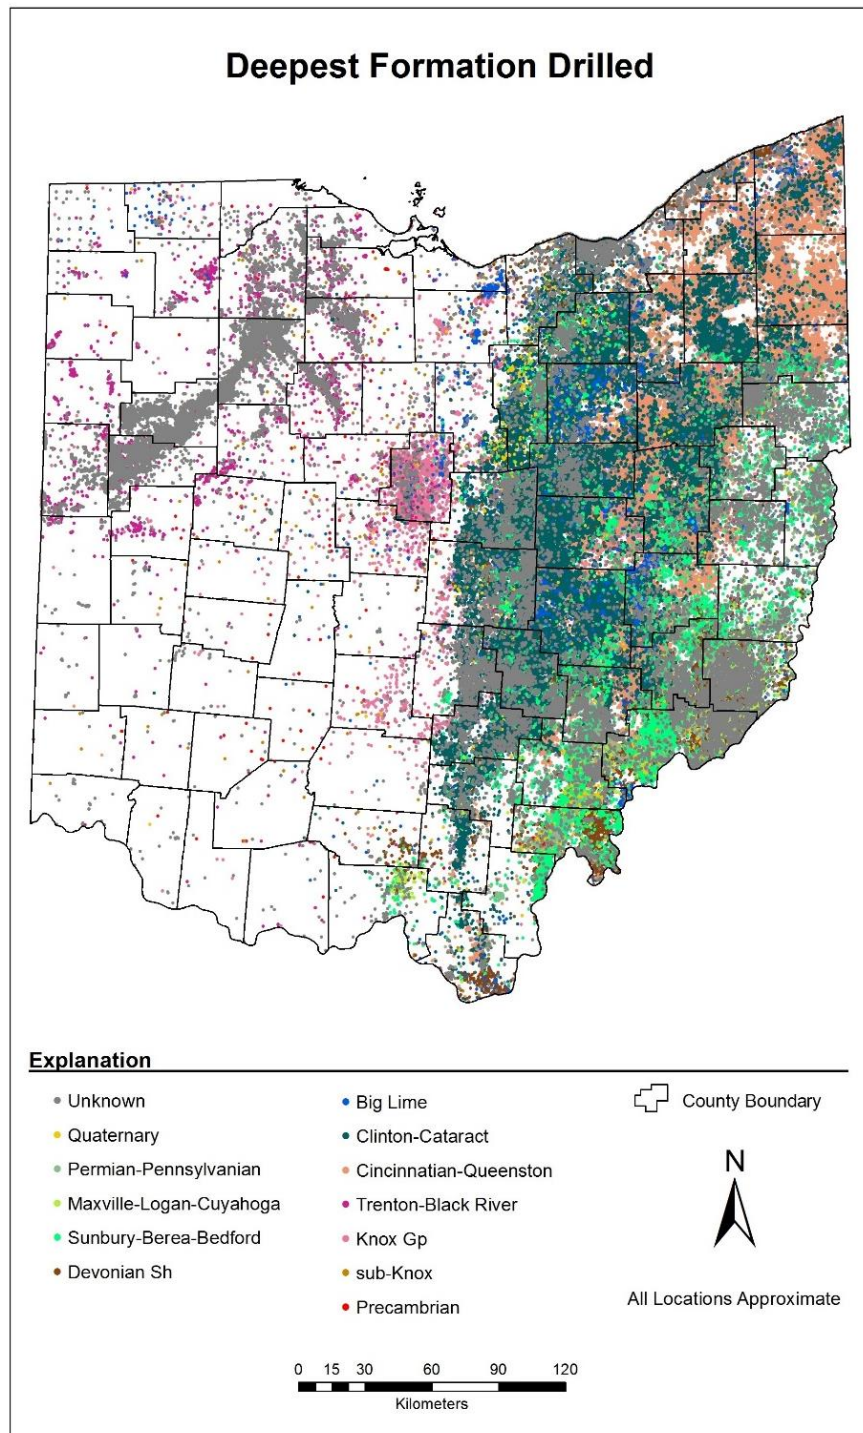 Deepest Formation Drilled
Explanation
Unknown
Quaternary
Permian-Pennsylvanian
Maxville-Logan-Cuyahoga
Sunbury-Berea-Bedford
Devonian Sh
Big Lime
Clinton-Cataract
Cincinnatian-Queenston
Trenton-Black River
Knox Gp
sub-Knox
Precambrian
County Boundary
N
All Locations Approximate
0 15 30 60 90 120
Kilometers